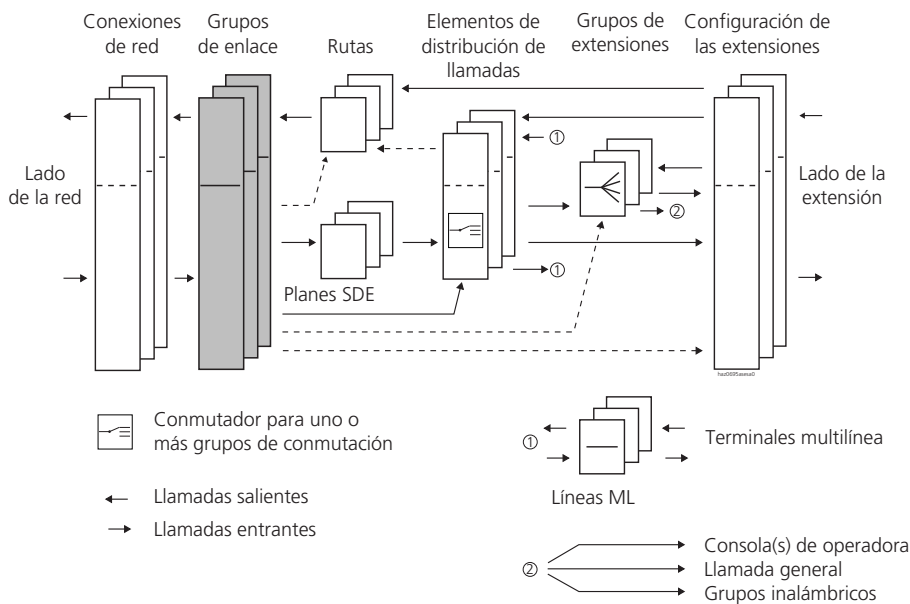 Conexiones
de red
Grupos
de enlace
Rutas
Elementos de
distribución de
llamadas
Grupos de
extensiones
Configuración de
las extensiones
①
Lado
de la red
Lado de la
extensión
②
①
Planes SDE
haz0695asesa0
Conmutador para uno o
más grupos de conmutación
Llamadas salientes
Llamadas entrantes
①
Terminales multilínea
Líneas ML
②
Consola(s) de operadora
Llamada general
Grupos inalámbricos